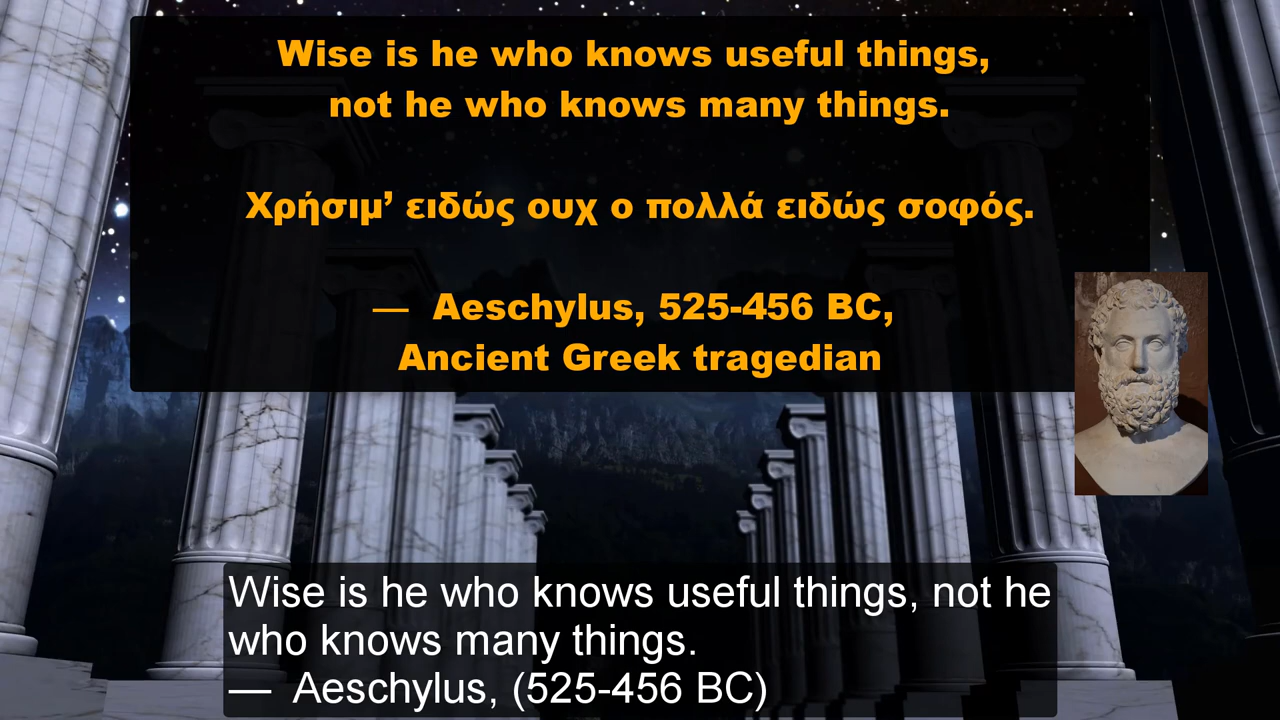 Wise is he who knows useful things,
not he who knows many things.
Χρήσιμ’ ειδώς ουχ ο πολλά ειδώς σοφός.
— Aeschylus, 525-456 BC,
Ancient Greek tragedian
Wise is he who knows useful things, not he
who knows many things.
— Aeschylus, (525-456 BC)